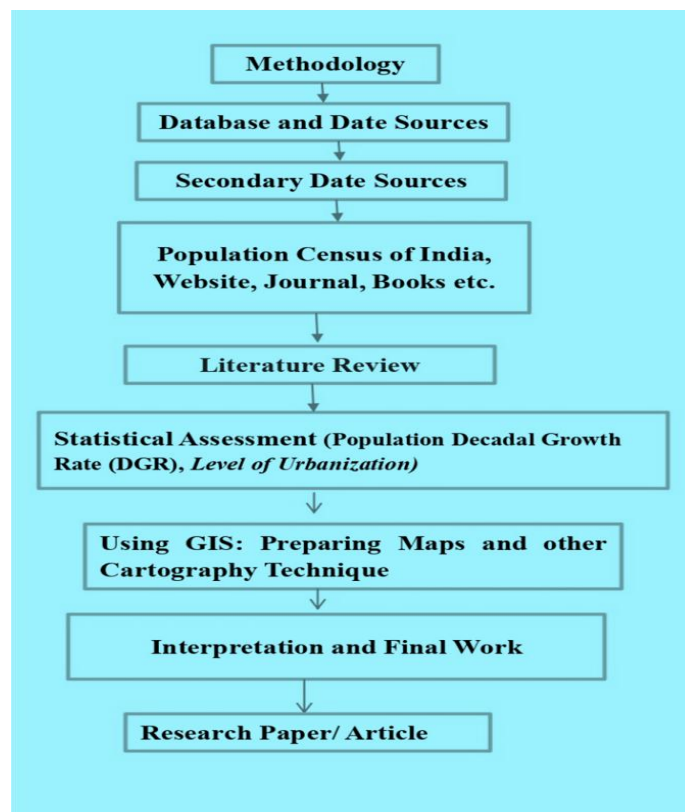 Methodology
Database and Date Sources
Secondary Date Sources
Population Census of India,
Website, Journal, Books etc.
Literature Review
Statistical Assessment (Population Decadal Growth
Rate (DGR), Level of Urbanization)
Using GIS: Preparing Maps and other
Cartography Technique
Interpretation and Final Work
Research Paper/ Article